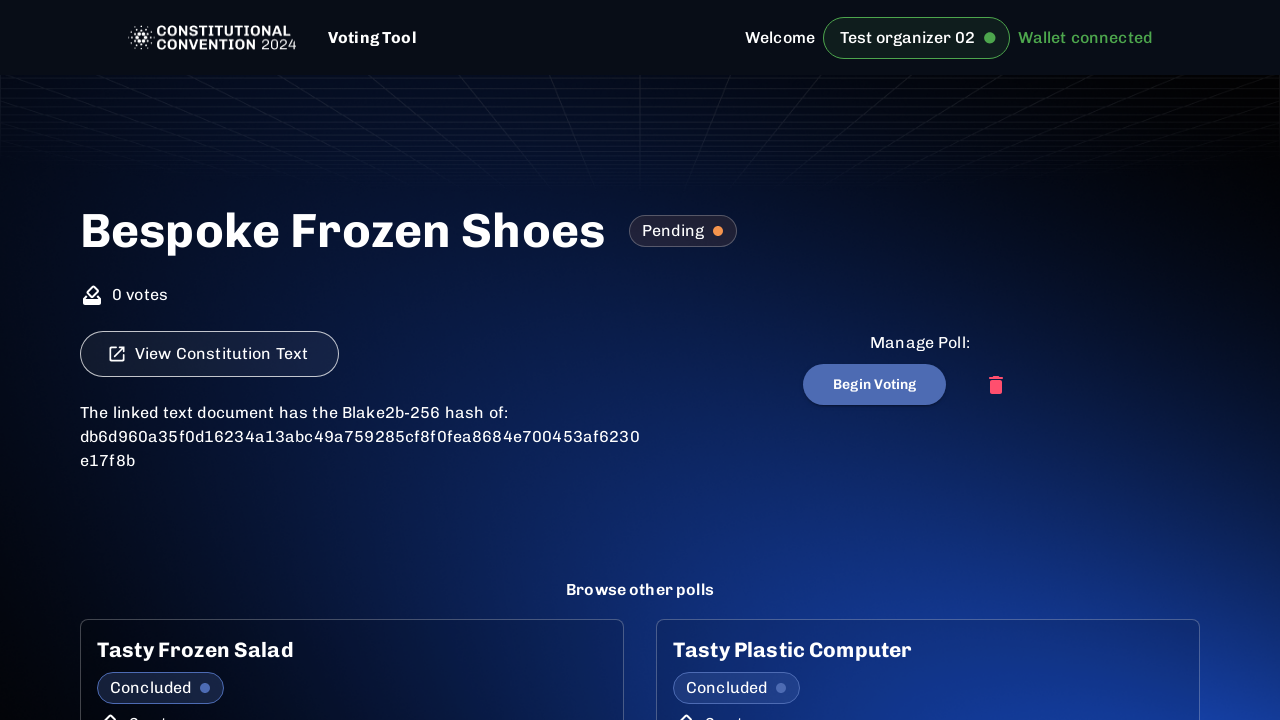 CONSTITUTIONAL
CONVENTION 2024
Voting Tool
Welcome
Test organizer 02
Wallet connected
Bespoke Frozen Shoes
Pending
0 votes
View Constitution Text
Manage Poll:
Begin Voting
The linked text document has the Blake2b-256 hash of:
db6d960a35f0d16234a13abc49a759285cf8f0fea8684e700453af6230
e17f8b
Browse other polls
Tasty Frozen Salad
Concluded
Tasty Plastic Computer
Concluded